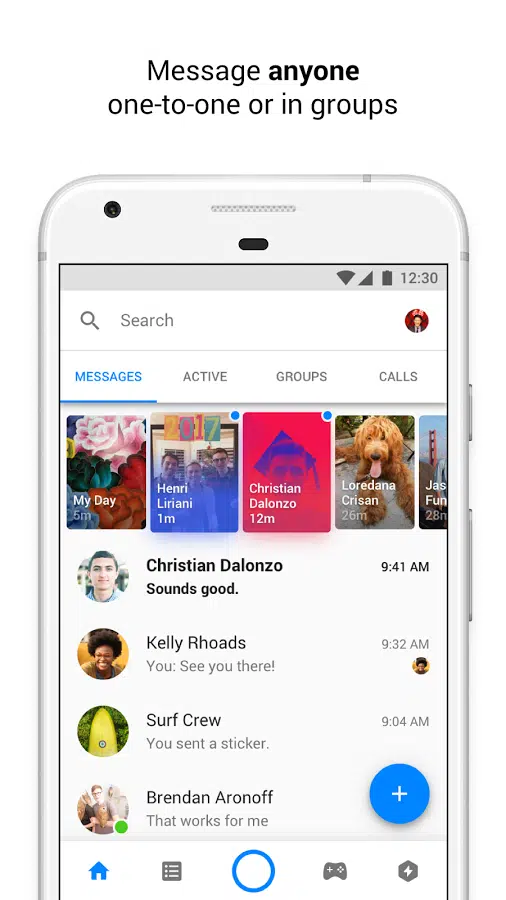 Message anyone
one-to-one or in groups
12:30
Search
MESSAGES
ACTIVE
GROUPS
CALLS
2017
My Day
5m
Henri
Liriani
1m
Christian
Dalonzo
12m
Loredana
Crisan
26m
Jas
Fun
28m
Christian Dalonzo
9:41 AM
Sounds good.
Kelly Rhoads
9:32 AM
You: See you there!
Surf Crew
9:04 AM
You sent a sticker.
Brendan Aronoff
That works for me